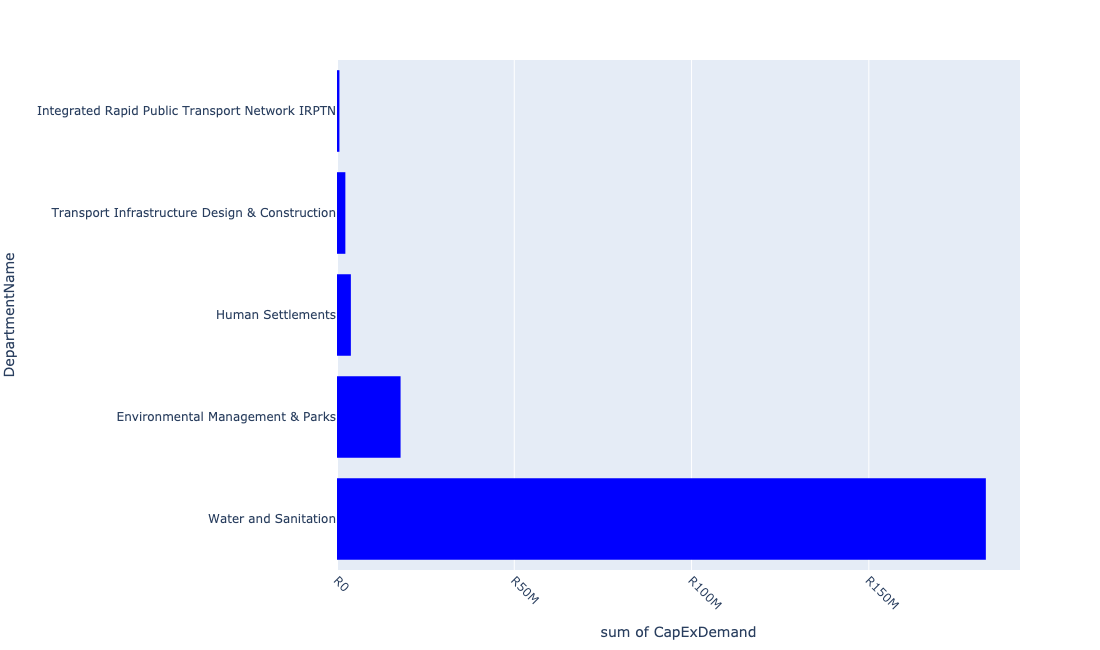 Integrated Rapid Public Transport Network IRPTN
Transport Infrastructure Design & Construction
Human Settlements
Environmental Management & Parks
Water and Sanitation
DepartmentName
R0
R50M
R100M
R150M
sum of CapExDemand